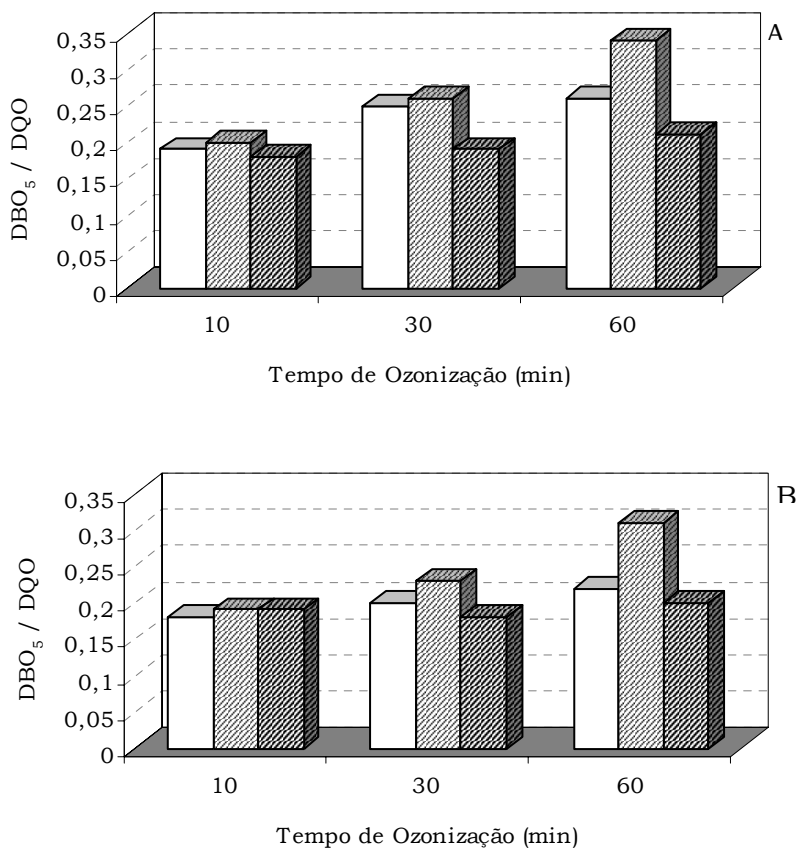 A
0,35
0,3
0,25
0,2
0,15
0,1
0,05
0
DBO₅ / DQO
10 30 60
Tempo de Ozonização (min)
B
0,35
0,3
0,25
0,2
0,15
0,1
0,05
0
DBO₅ / DQO
10 30 60
Tempo de Ozonização (min)